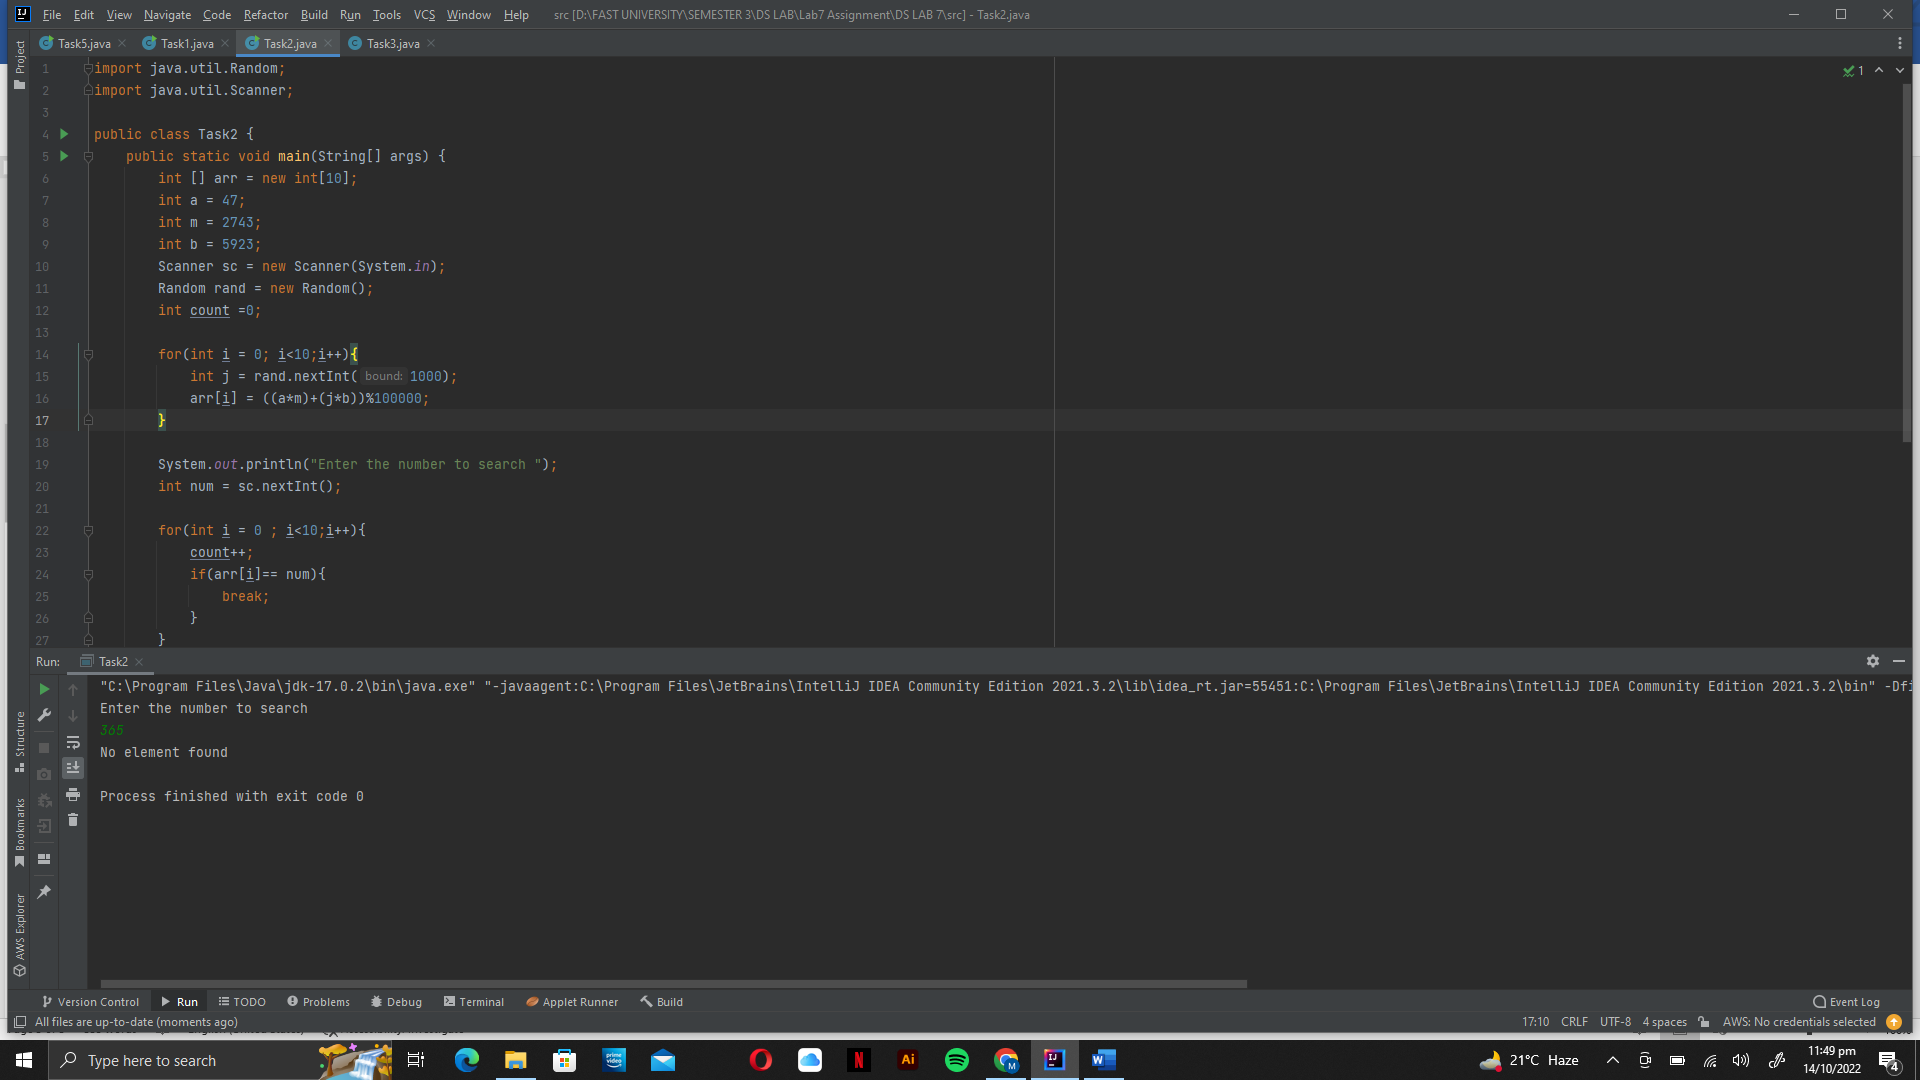 File Edit View Navigate Code Refactor Build Run Tools VCS Window Help src [D:\FAST UNIVERSITY\SEMESTER 3\DS LAB\Lab7 Assignment\DS LAB 7\src] - Task2.java
Project
Task5.java Task1.java Task2.java Task3.java
1 import java.util.Random; 1
2 import java.util.Scanner;
3
4 public class Task2 {
5 public static void main(String[] args) {
6 int [] arr = new int[10];
7 int a = 47;
8 int m = 2743;
9 int b = 5923;
10 Scanner sc = new Scanner(System.in);
11 Random rand = new Random();
12 int count =0;
13
14 for(int i = 0; i<10;i++){
15 int j = rand.nextInt( bound: 1000);
16 arr[i] = ((a*m)+(j*b))%100000;
17 }
18
19 System.out.println("Enter the number to search ");
20 int num = sc.nextInt();
21
22 for(int i = 0 ; i<10;i++){
23 count++;
24 if(arr[i]== num){
25 break;
26 }
27 }
Run: Task2
"C:\Program Files\Java\jdk-17.0.2\bin\java.exe" "-javaagent:C:\Program Files\JetBrains\IntelliJ IDEA Community Edition 2021.3.2\lib\idea_rt.jar=55451:C:\Program Files\JetBrains\IntelliJ IDEA Community Edition 2021.3.2\bin" -Dfi
Enter the number to search
365
No element found
Process finished with exit code 0
Structure
Bookmarks
AWS Explorer
Version Control Run TODO Problems Debug Terminal Applet Runner Build Event Log
All files are up-to-date (moments ago) 17:10 CRLF UTF-8 4 spaces AWS: No credentials selected
Type here to search prime video Ai M IJ W 21°C Haze 11:49 pm
14/10/2022 4